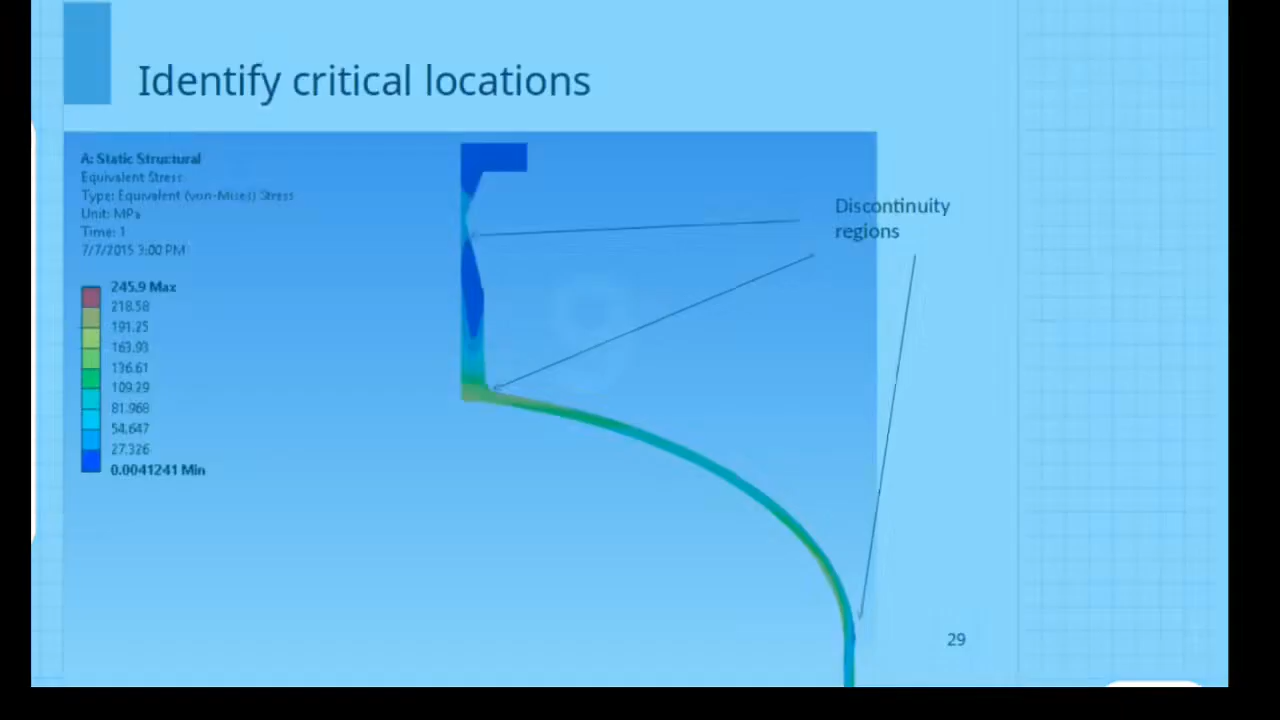 Identify critical locations
A: Static Structural
Equivalent Stress
Type: Equivalent (von-Mises) Stress
Unit: MPa
Time: 1
7/7/2015 3:00 PM
245.9 Max
218.58
191.25
163.93
136.61
109.29
81.968
54.647
27.326
0.0041241 Min
Discontinuity
regions
29